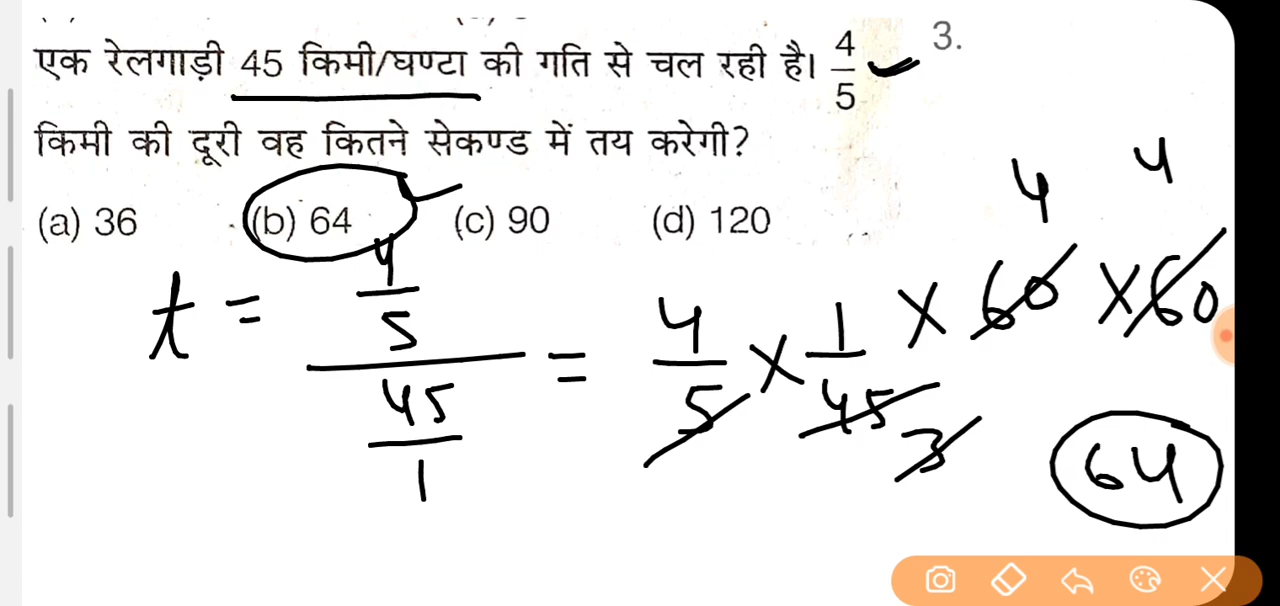 एक रेलगाड़ी 45 किमी/घण्टा की गति से चल रही है। 4/5 3.
किमी की दूरी वह कितने सेकण्ड में तय करेगी?
(a) 36 (b) 64 (c) 90 (d) 120
t = 4/5 / 45/1 = 4/5 × 1/45 × 60 × 60
4 4
3
64